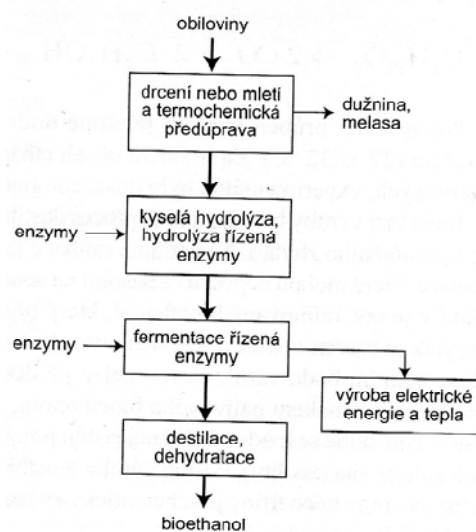 obiloviny
drcení nebo mletí
a termochemická
předúprava
dužnina,
melasa
enzymy
kyselá hydrolýza,
hydrolýza řízená
enzymy
enzymy
fermentace řízená
enzymy
výroba elektrické
energie a tepla
destilace,
dehydratace
bioethanol